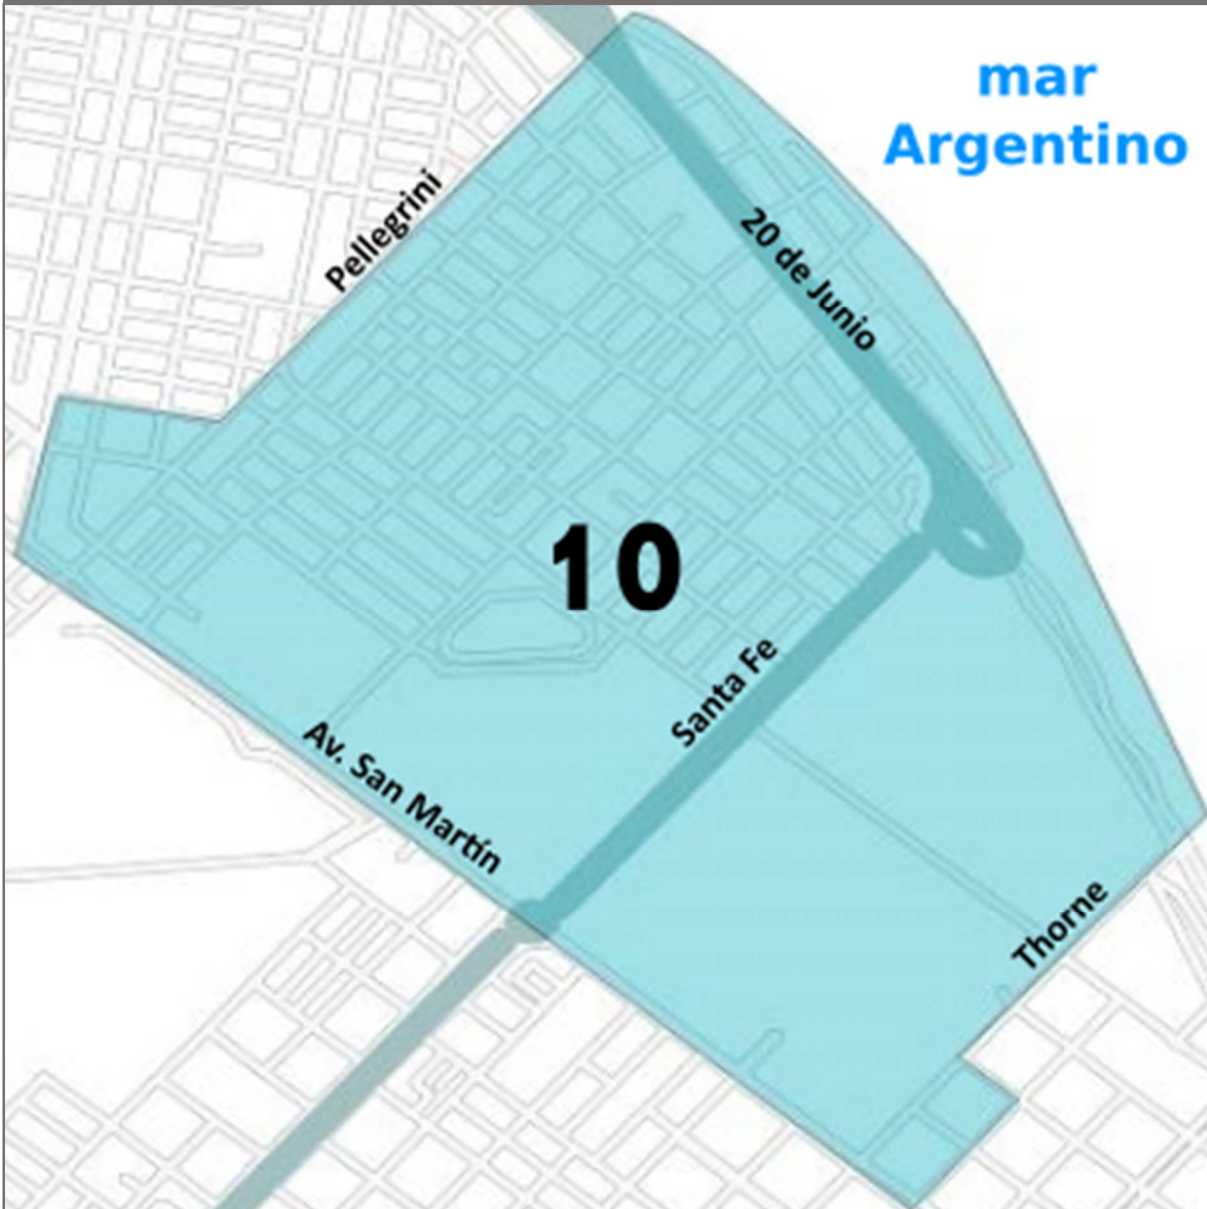 mar
Argentino
Pellegrini
20 de Junio
10
Santa Fe
Av. San Martín
Thorne